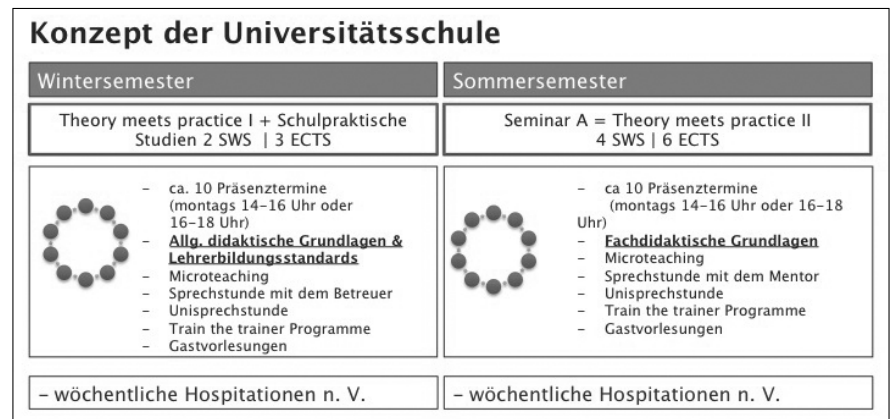 Konzept der Universitätsschule
Wintersemester
Theory meets practice I + Schulpraktische
Studien 2 SWS | 3 ECTS
– ca. 10 Präsenztermine
(montags 14–16 Uhr oder
16–18 Uhr)
– Allg. didaktische Grundlagen &
Lehrerbildungsstandards
– Microteaching
– Sprechstunde mit dem Betreuer
– Unisprechstunde
– Train the trainer Programme
– Gastvorlesungen
– wöchentliche Hospitationen n. V.
Sommersemester
Seminar A = Theory meets practice II
4 SWS | 6 ECTS
– ca 10 Präsenztermine
(montags 14–16 Uhr oder 16–18
Uhr)
– Fachdidaktische Grundlagen
– Microteaching
– Sprechstunde mit dem Mentor
– Unisprechstunde
– Train the trainer Programme
– Gastvorlesungen
– wöchentliche Hospitationen n. V.